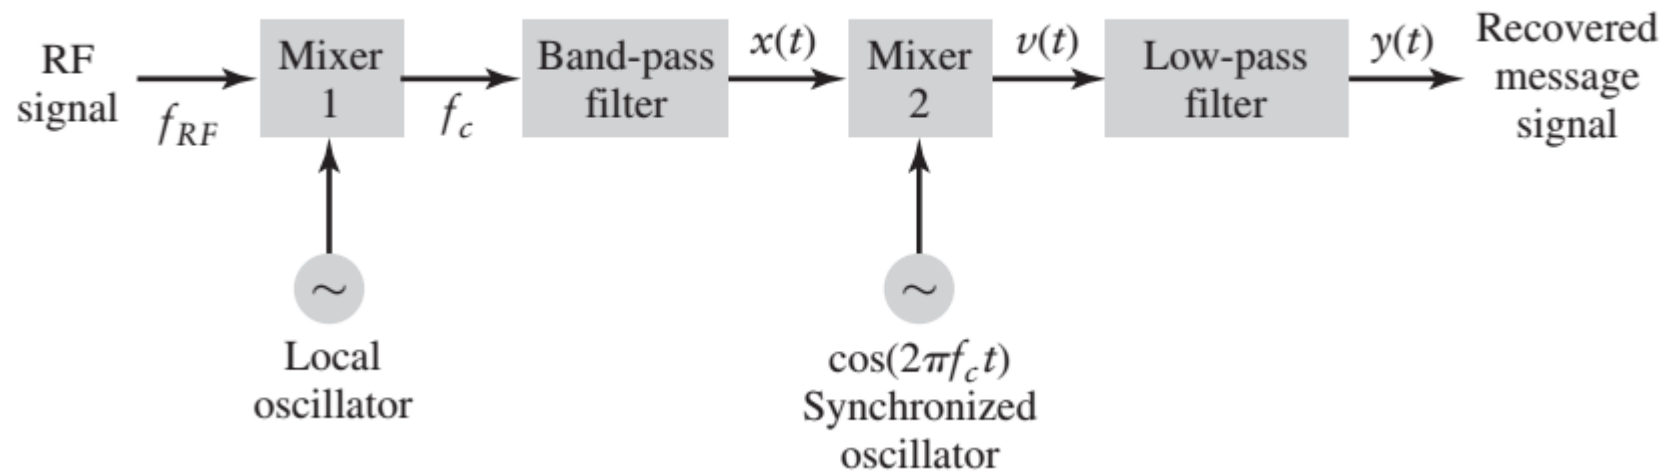 RF
signal
f_RF
Mixer
1
f_c
Band-pass
filter
x(t)
Mixer
2
v(t)
Low-pass
filter
y(t)
Recovered
message
signal
~
Local
oscillator
~
cos(2πf_c t)
Synchronized
oscillator